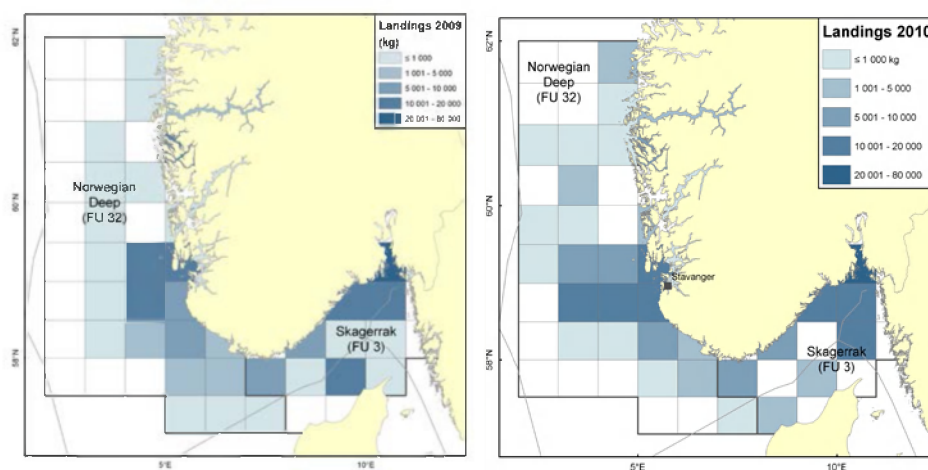 Landings 2009
(kg)
≤ 1 000
1 001 - 5 000
5 001 - 10 000
10 001 - 20 000
20 001 - 80 000
62°N
60°N
58°N
Norwegian
Deep
(FU 32)
Skagerrak
(FU 3)
5°E
10°E
Landings 2010
≤ 1 000 kg
1 001 - 5 000
5 001 - 10 000
10 001 - 20 000
20 001 - 80 000
62°N
60°N
58°N
Norwegian
Deep
(FU 32)
Stavanger
Skagerrak
(FU 3)
5°E
10°E